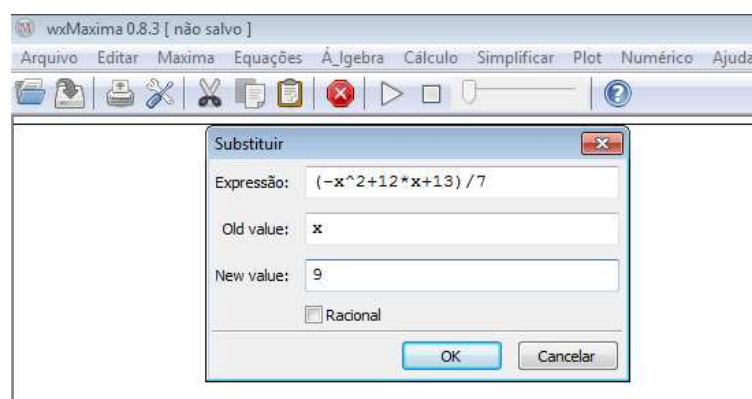 wxMaxima 0.8.3 [ não salvo ]
Arquivo Editar Maxima Equações Á_lgebra Cálculo Simplificar Plot Numérico Ajuda
Substituir
Expressão: (-x^2+12*x+13)/7
Old value: x
New value: 9
Racional
OK Cancelar